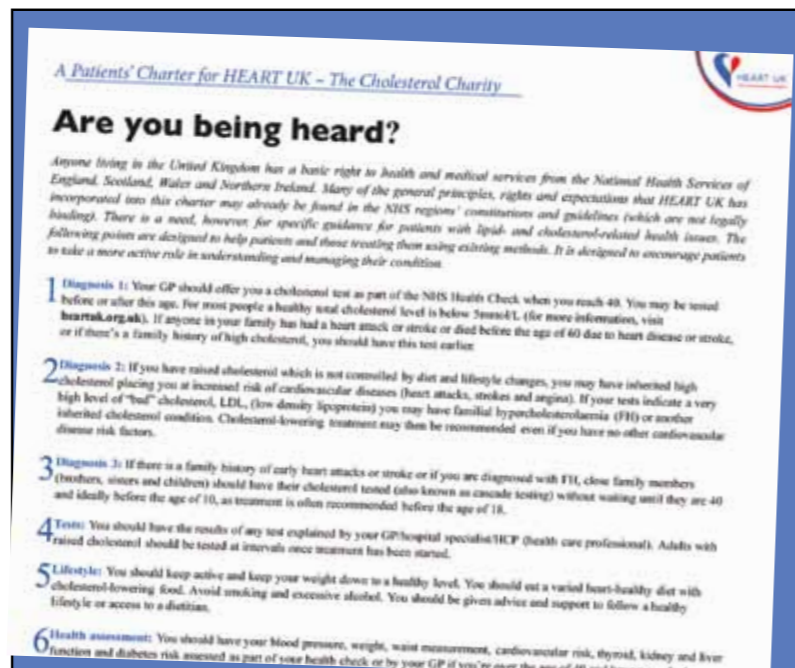 A Patients' Charter for HEART UK – The Cholesterol Charity
HEART UK
Are you being heard?
Anyone living in the United Kingdom has a basic right to health and medical services from the National Health Services of
England, Scotland, Wales and Northern Ireland. Many of the general principles, rights and expectations that HEART UK has
incorporated into this charter may already be found in the NHS regions' constitutions and guidelines (which are not legally
binding). There is a need, however, for specific guidance for patients with lipid- and cholesterol-related health issues. The
following points are designed to help patients and those treating them using existing methods. It is designed to encourage patients
to take a more active role in understanding and managing their condition.
1 Diagnosis 1: Your GP should offer you a cholesterol test as part of the NHS Health Check when you reach 40. You may be tested
before or after this age. For most people a healthy total cholesterol level is below 5mmol/L (for more information, visit
heartuk.org.uk). If anyone in your family has had a heart attack or stroke or died before the age of 60 due to heart disease or stroke,
or if there's a family history of high cholesterol, you should have this test earlier.
2 Diagnosis 2: If you have raised cholesterol which is not controlled by diet and lifestyle changes, you may have inherited high
cholesterol placing you at increased risk of cardiovascular diseases (heart attacks, strokes and angina). If your tests indicate a very
high level of "bad" cholesterol, LDL, (low density lipoprotein) you may have familial hypercholesterolaemia (FH) or another
inherited cholesterol condition. Cholesterol-lowering treatment may then be recommended even if you have no other cardiovascular
disease risk factors.
3 Diagnosis 3: If there is a family history of early heart attacks or stroke or if you are diagnosed with FH, close family members
(brothers, sisters and children) should have their cholesterol tested (also known as cascade testing) without waiting until they are 40
and ideally before the age of 10, as treatment is often recommended before the age of 18.
4 Tests: You should have the results of any test explained by your GP/hospital specialist/HCP (health care professional). Adults with
raised cholesterol should be tested at intervals once treatment has been started.
5 Lifestyle: You should keep active and keep your weight down to a healthy level. You should eat a varied heart-healthy diet with
cholesterol-lowering food. Avoid smoking and excessive alcohol. You should be given advice and support to follow a healthy
lifestyle or access to a dietitian.
6 Health assessment: You should have your blood pressure, weight, waist measurement, cardiovascular risk, thyroid, kidney and liver
function and diabetes risk assessed as part of your health check or by your GP if you're over the age of 40